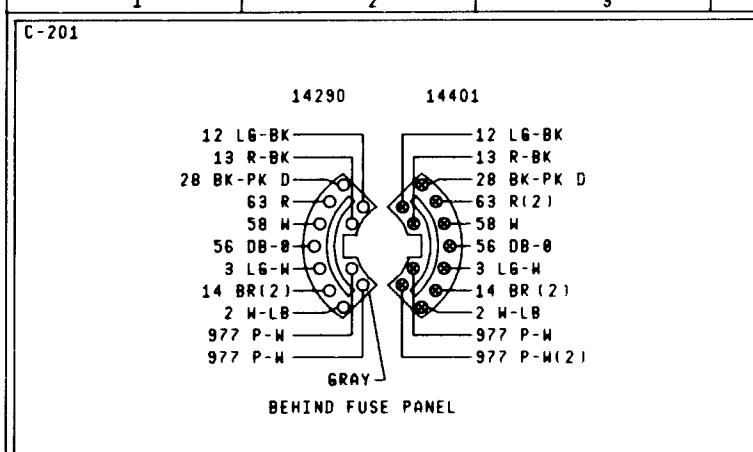 1 2 3
C-201
14290 14401
12 LG-BK 12 LG-BK
13 R-BK 13 R-BK
28 BK-PK D 28 BK-PK D
63 R 63 R(2)
58 W 58 W
56 DB-0 56 DB-0
3 LG-W 3 LG-W
14 BR(2) 14 BR(2)
2 W-LB 2 W-LB
977 P-W 977 P-W
977 P-W 977 P-W(2)
GRAY
BEHIND FUSE PANEL